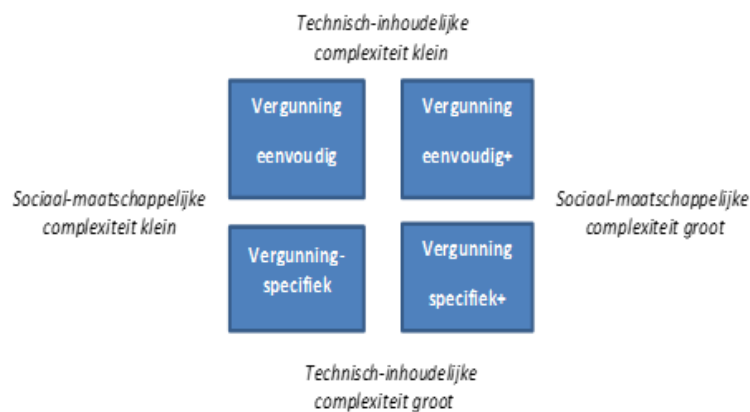 Technisch-inhoudelijke
complexiteit klein
Vergunning
eenvoudig
Vergunning
eenvoudig+
Sociaal-maatschappelijke
complexiteit klein
Sociaal-maatschappelijke
complexiteit groot
Vergunning-
specifiek
Vergunning
specifiek+
Technisch-inhoudelijke
complexiteit groot